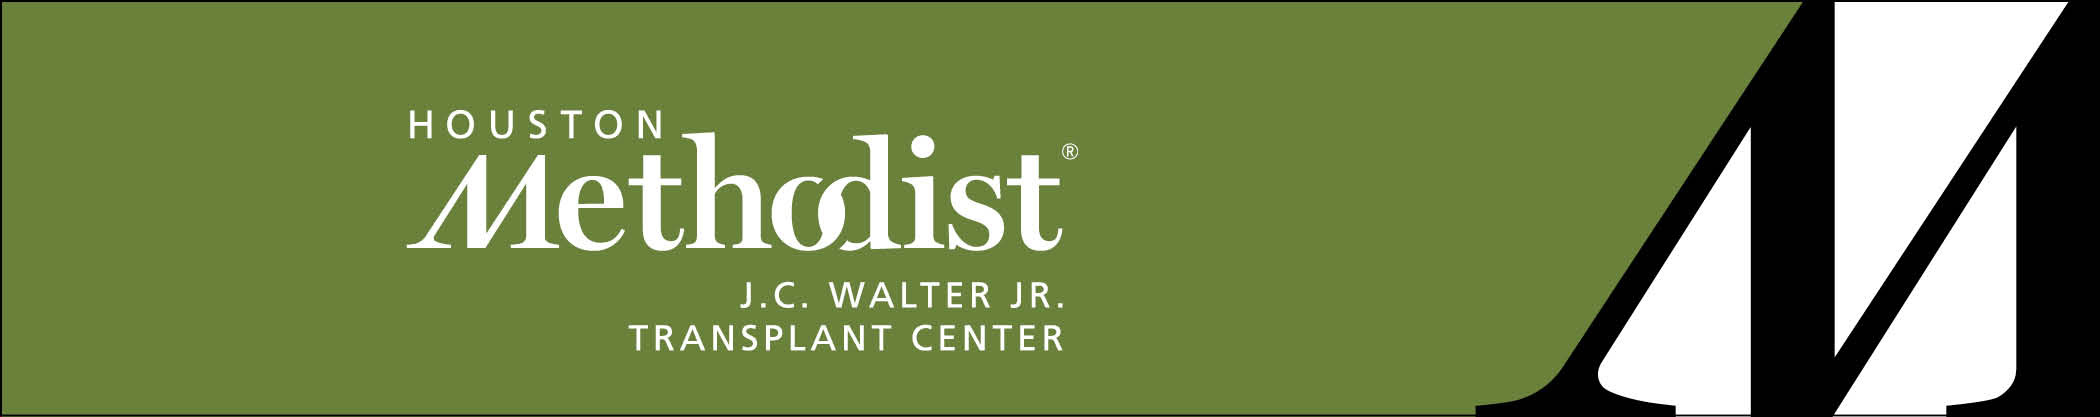 HOUSTON
Methodist®
J.C. WALTER JR.
TRANSPLANT CENTER